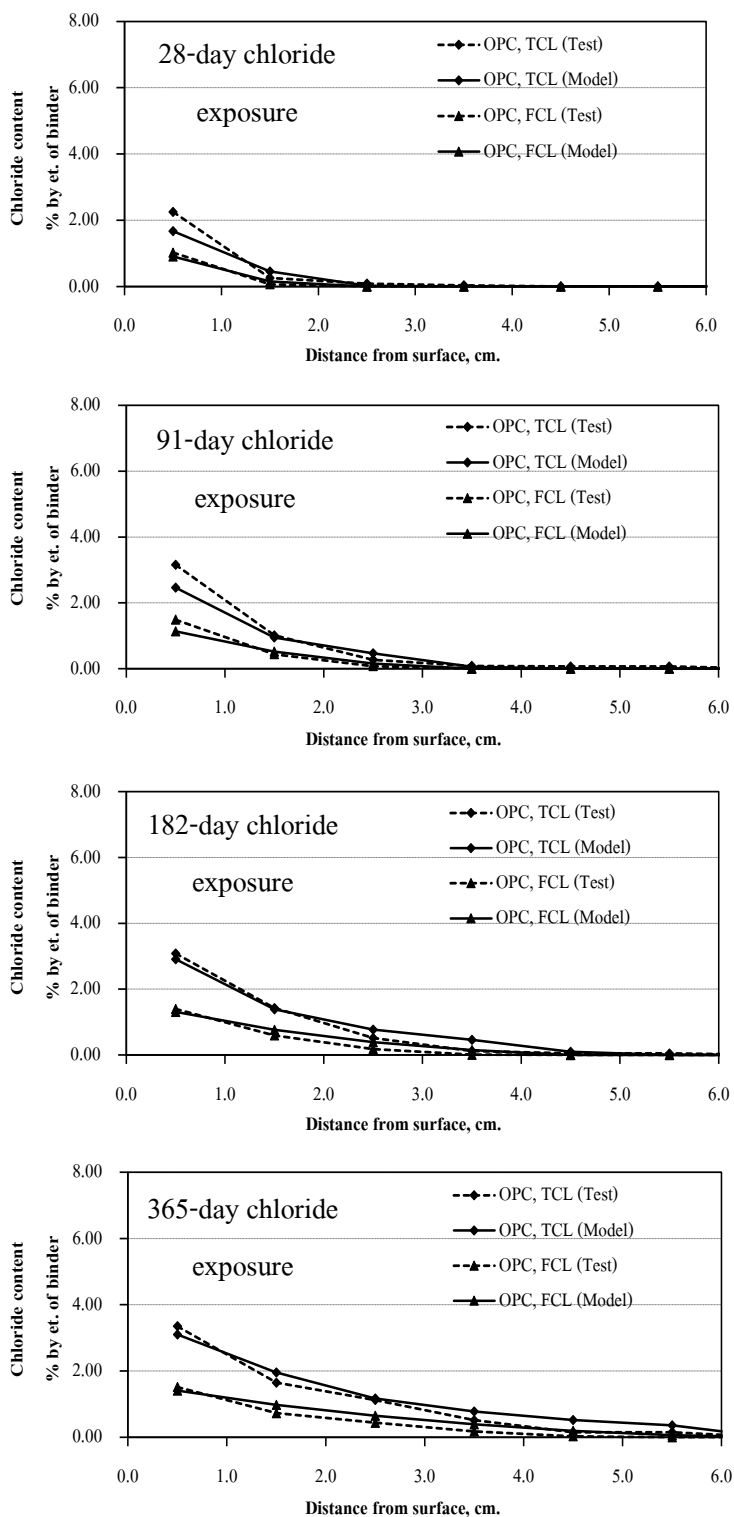 8.00
6.00
4.00
2.00
0.00
0.0 1.0 2.0 3.0 4.0 5.0 6.0
Distance from surface, cm.
Chloride content
% by et. of binder
28-day chloride
exposure
OPC, TCL (Test)
OPC, TCL (Model)
OPC, FCL (Test)
OPC, FCL (Model)
8.00
6.00
4.00
2.00
0.00
0.0 1.0 2.0 3.0 4.0 5.0 6.0
Distance from surface, cm.
Chloride content
% by et. of binder
91-day chloride
exposure
OPC, TCL (Test)
OPC, TCL (Model)
OPC, FCL (Test)
OPC, FCL (Model)
8.00
6.00
4.00
2.00
0.00
0.0 1.0 2.0 3.0 4.0 5.0 6.0
Distance from surface, cm.
Chloride content
% by et. of binder
182-day chloride
exposure
OPC, TCL (Test)
OPC, TCL (Model)
OPC, FCL (Test)
OPC, FCL (Model)
8.00
6.00
4.00
2.00
0.00
0.0 1.0 2.0 3.0 4.0 5.0 6.0
Distance from surface, cm.
Chloride content
% by et. of binder
365-day chloride
exposure
OPC, TCL (Test)
OPC, TCL (Model)
OPC, FCL (Test)
OPC, FCL (Model)